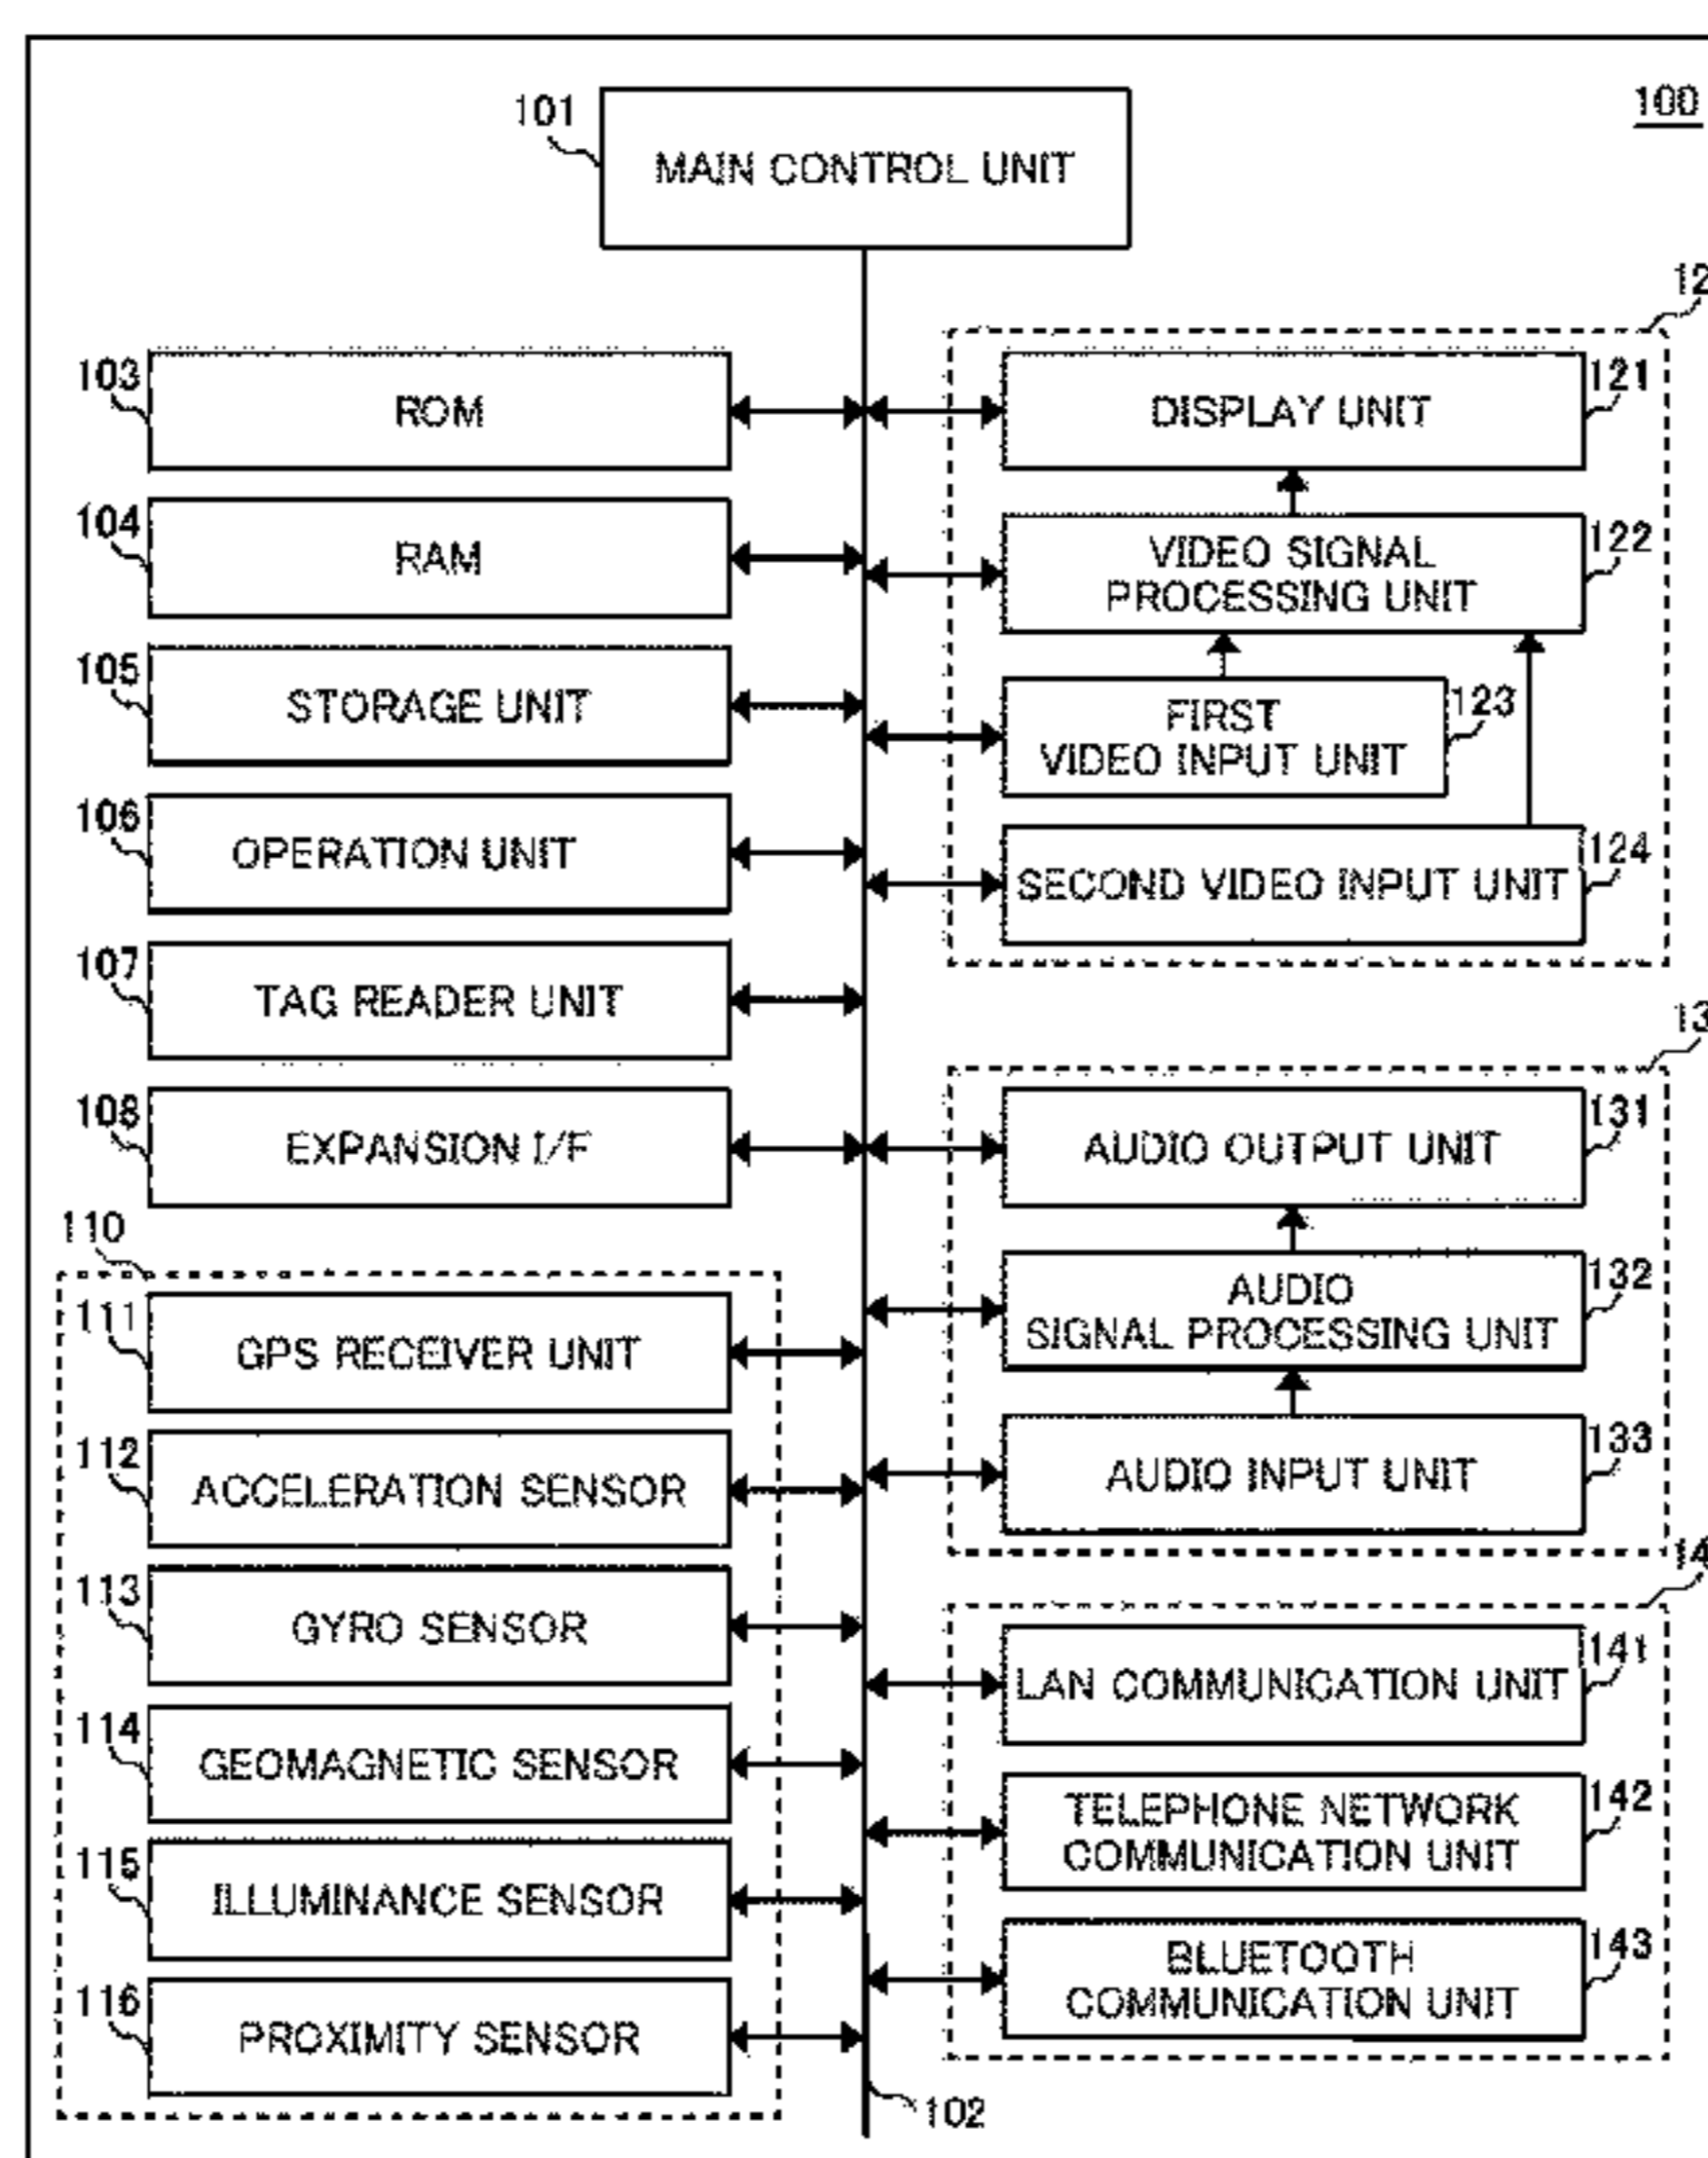 100
101
MAIN CONTROL UNIT
103
ROM
104
RAM
105
STORAGE UNIT
106
OPERATION UNIT
107
TAG READER UNIT
108
EXPANSION I/F
110
111
GPS RECEIVER UNIT
112
ACCELERATION SENSOR
113
GYRO SENSOR
114
GEOMAGNETIC SENSOR
115
ILLUMINANCE SENSOR
116
PROXIMITY SENSOR
102
12
121
DISPLAY UNIT
122
VIDEO SIGNAL
PROCESSING UNIT
123
FIRST
VIDEO INPUT UNIT
124
SECOND VIDEO INPUT UNIT
13
131
AUDIO OUTPUT UNIT
132
AUDIO
SIGNAL PROCESSING UNIT
133
AUDIO INPUT UNIT
14
141
LAN COMMUNICATION UNIT
142
TELEPHONE NETWORK
COMMUNICATION UNIT
143
BLUETOOTH
COMMUNICATION UNIT